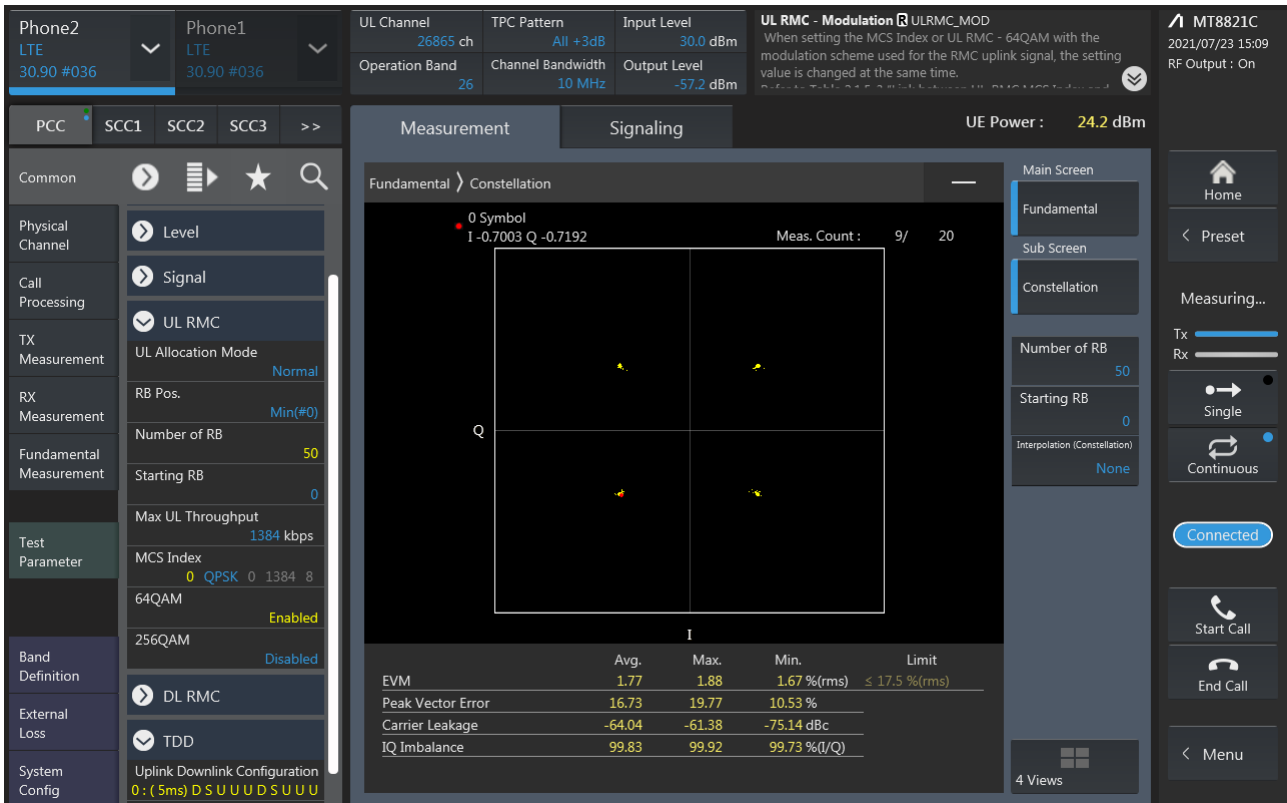 Phone2
LTE
30.90 #036
Phone1
LTE
30.90 #036
UL Channel
26865 ch
TPC Pattern
All +3dB
Input Level
30.0 dBm
Operation Band
26
Channel Bandwidth
10 MHz
Output Level
-57.2 dBm
UL RMC - Modulation R ULRMC_MOD
When setting the MCS Index or UL RMC - 64QAM with the
modulation scheme used for the RMC uplink signal, the setting
value is changed at the same time.
MT8821C
2021/07/23 15:09
RF Output : On
PCC
SCC1
SCC2
SCC3
>>
Measurement
Signaling
UE Power : 24.2 dBm
Common
Physical
Channel
Call
Processing
TX
Measurement
RX
Measurement
Fundamental
Measurement
Test
Parameter
Band
Definition
External
Loss
System
Config
Level
Signal
UL RMC
UL Allocation Mode
Normal
RB Pos.
Min(#0)
Number of RB
50
Starting RB
0
Max UL Throughput
1384 kbps
MCS Index
0 QPSK 0 1384 8
64QAM
Enabled
256QAM
Disabled
DL RMC
TDD
Uplink Downlink Configuration
0 : ( 5ms) D S U U U D S U U U
Fundamental 〉 Constellation
0 Symbol
I -0.7003 Q -0.7192
Meas. Count : 9/ 20
Q
I
Avg. Max. Min. Limit
EVM 1.77 1.88 1.67 %(rms) ≤ 17.5 %(rms)
Peak Vector Error 16.73 19.77 10.53 %
Carrier Leakage -64.04 -61.38 -75.14 dBc
IQ Imbalance 99.83 99.92 99.73 %(I/Q)
Main Screen
Fundamental
Sub Screen
Constellation
Number of RB
50
Starting RB
0
Interpolation (Constellation)
None
4 Views
Home
< Preset
Measuring...
Tx
Rx
Single
Continuous
Connected
Start Call
End Call
< Menu